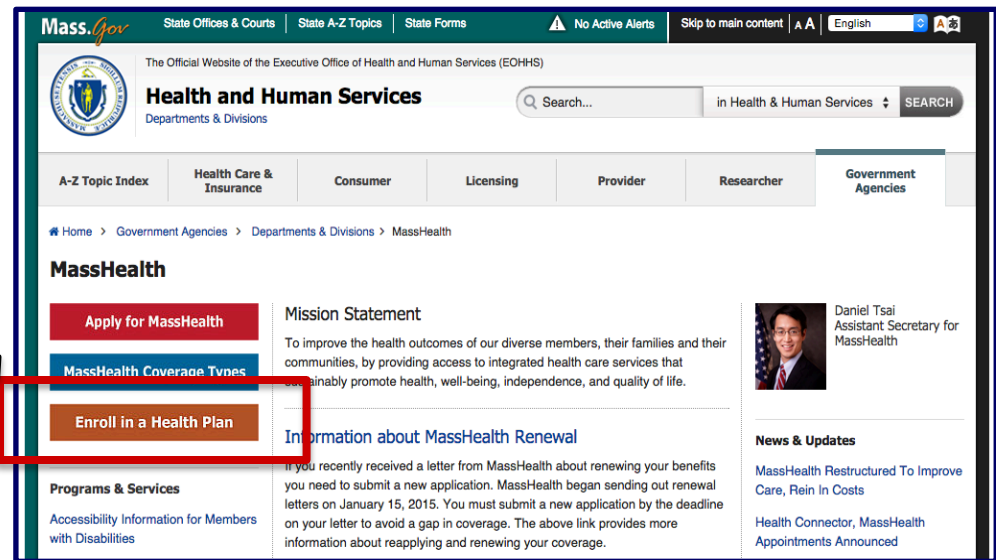 Mass.Gov State Offices & Courts State A-Z Topics State Forms No Active Alerts Skip to main content A A English
The Official Website of the Executive Office of Health and Human Services (EOHHS)
Health and Human Services
Departments & Divisions
Search... in Health & Human Services SEARCH
A-Z Topic Index
Health Care &
Insurance
Consumer
Licensing
Provider
Researcher
Government
Agencies
Home > Government Agencies > Departments & Divisions > MassHealth
MassHealth
Apply for MassHealth
MassHealth Coverage Types
Enroll in a Health Plan
Programs & Services
Accessibility Information for Members
with Disabilities
Mission Statement
To improve the health outcomes of our diverse members, their families and their
communities, by providing access to integrated health care services that
sustainably promote health, well-being, independence, and quality of life.
Information about MassHealth Renewal
If you recently received a letter from MassHealth about renewing your benefits
you need to submit a new application. MassHealth began sending out renewal
letters on January 15, 2015. You must submit a new application by the deadline
on your letter to avoid a gap in coverage. The above link provides more
information about reapplying and renewing your coverage.
Daniel Tsai
Assistant Secretary for
MassHealth
News & Updates
MassHealth Restructured To Improve
Care, Rein In Costs
Health Connector, MassHealth
Appointments Announced